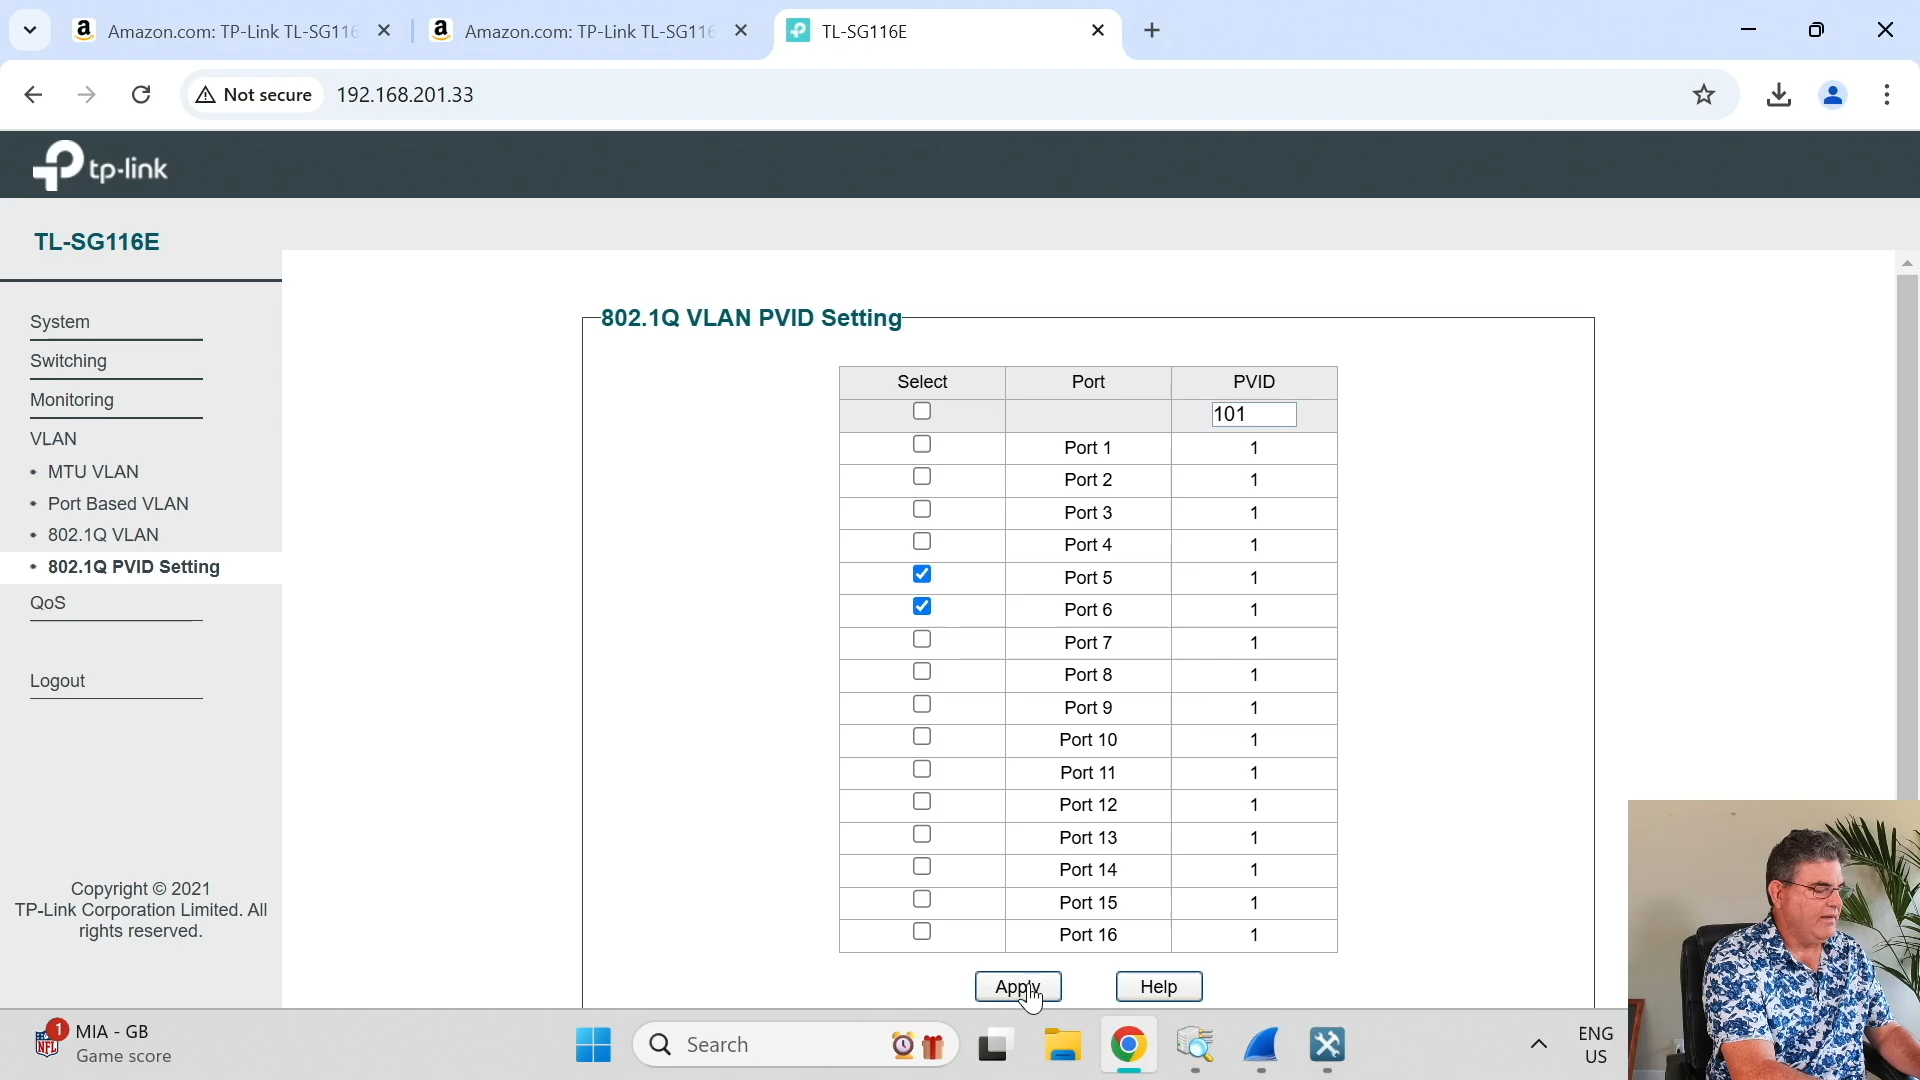 Amazon.com: TP-Link TL-SG116
Amazon.com: TP-Link TL-SG116
TL-SG116E
Not secure
192.168.201.33
tp-link
TL-SG116E
System
Switching
Monitoring
VLAN
• MTU VLAN
• Port Based VLAN
• 802.1Q VLAN
• 802.1Q PVID Setting
QoS
Logout
Copyright © 2021
TP-Link Corporation Limited. All
rights reserved.
802.1Q VLAN PVID Setting
Select Port PVID
101
Port 1 1
Port 2 1
Port 3 1
Port 4 1
Port 5 1
Port 6 1
Port 7 1
Port 8 1
Port 9 1
Port 10 1
Port 11 1
Port 12 1
Port 13 1
Port 14 1
Port 15 1
Port 16 1
Apply Help
NFL
1
MIA - GB
Game score
Search
ENG
US